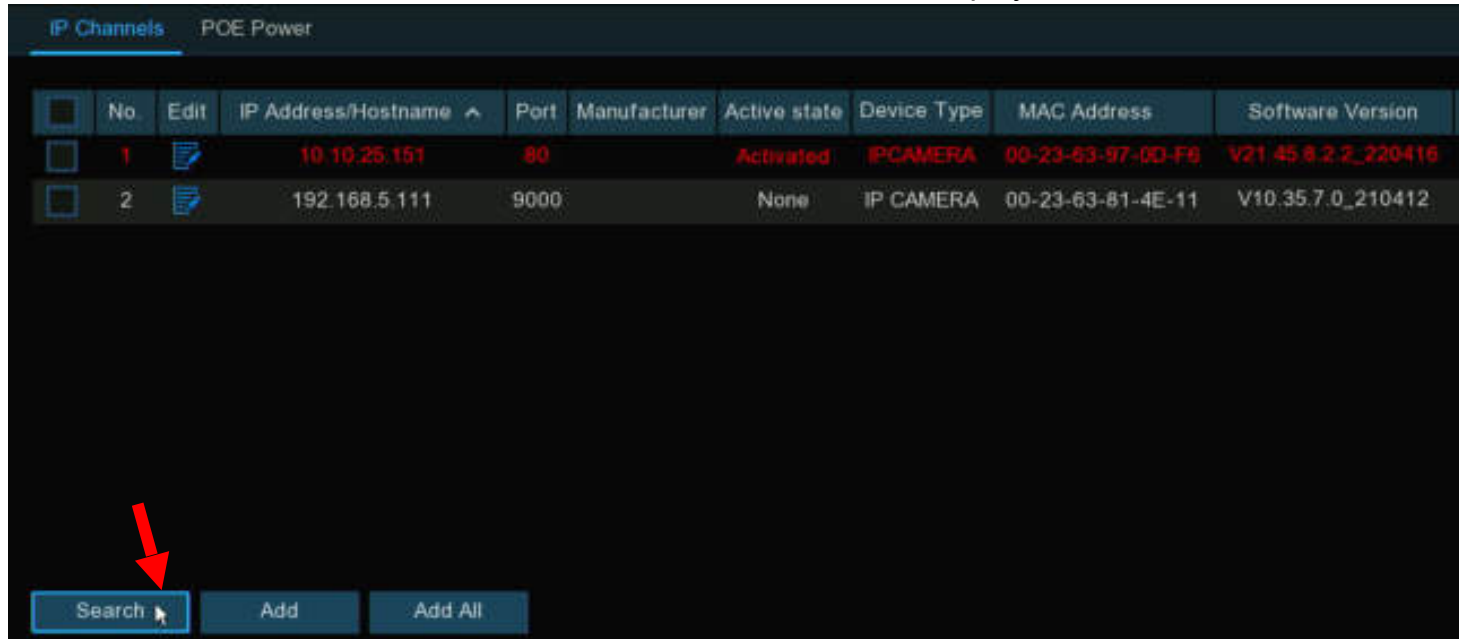 IP Channels POE Power
No. Edit IP Address/Hostname Port Manufacturer Active state Device Type MAC Address Software Version
1 10.10.25.151 80 Activated IPCAMERA 00-23-63-97-0D-F6 V21.45.8.2.2_220416
2 192.168.5.111 9000 None IP CAMERA 00-23-63-81-4E-11 V10.35.7.0_210412
Search Add Add All